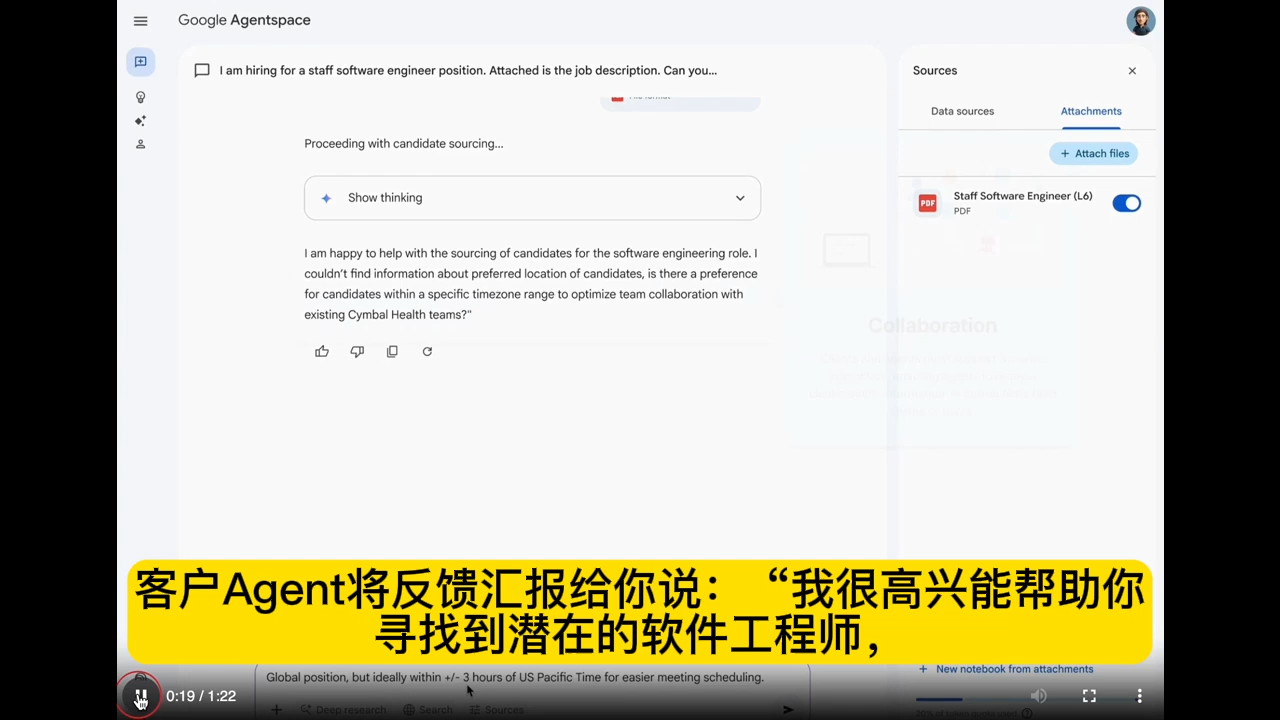 Google Agentspace
I am hiring for a staff software engineer position. Attached is the job description. Can you...
Sources
Data sources
Attachments
+ Attach files
Proceeding with candidate sourcing...
Show thinking
PDF
Staff Software Engineer (L6)
PDF
I am happy to help with the sourcing of candidates for the software engineering role. I
couldn't find information about preferred location of candidates, is there a preference
for candidates within a specific timezone range to optimize team collaboration with
existing Cymbal Health teams?"
Collaboration
客户Agent将反馈汇报给你说：“我很高兴能帮助你
寻找到潜在的软件工程师，
+ New notebook from attachments
Global position, but ideally within +/- 3 hours of US Pacific Time for easier meeting scheduling.
0:19 / 1:22
Deep research
Search
Sources